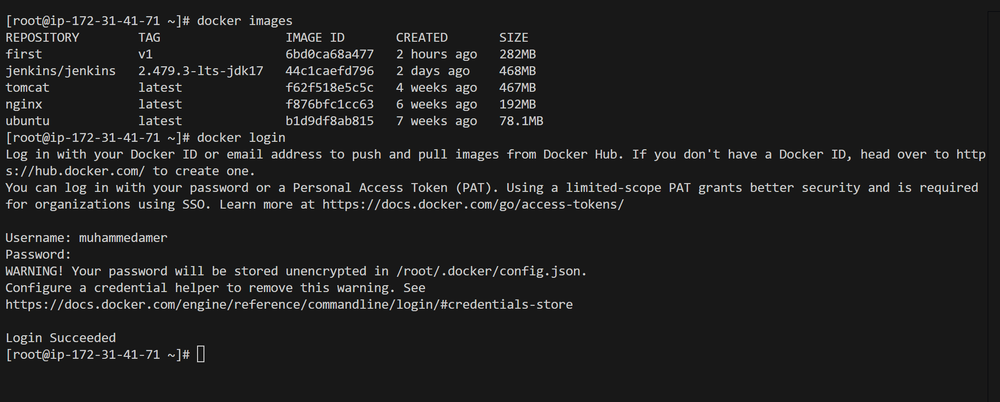 [root@ip-172-31-41-71 ~]# docker images
REPOSITORY        TAG                 IMAGE ID       CREATED       SIZE
first             v1                  6bd0ca68a477   2 hours ago   282MB
jenkins/jenkins   2.479.3-lts-jdk17   44c1caefd796   2 days ago    468MB
tomcat            latest              f62f518e5c5c   4 weeks ago   467MB
nginx             latest              f876bfc1cc63   6 weeks ago   192MB
ubuntu            latest              b1d9df8ab815   7 weeks ago   78.1MB
[root@ip-172-31-41-71 ~]# docker login
Log in with your Docker ID or email address to push and pull images from Docker Hub. If you don't have a Docker ID, head over to http
s://hub.docker.com/ to create one.
You can log in with your password or a Personal Access Token (PAT). Using a limited-scope PAT grants better security and is required
for organizations using SSO. Learn more at https://docs.docker.com/go/access-tokens/

Username: muhammedamer
Password:
WARNING! Your password will be stored unencrypted in /root/.docker/config.json.
Configure a credential helper to remove this warning. See
https://docs.docker.com/engine/reference/commandline/login/#credentials-store

Login Succeeded
[root@ip-172-31-41-71 ~]#